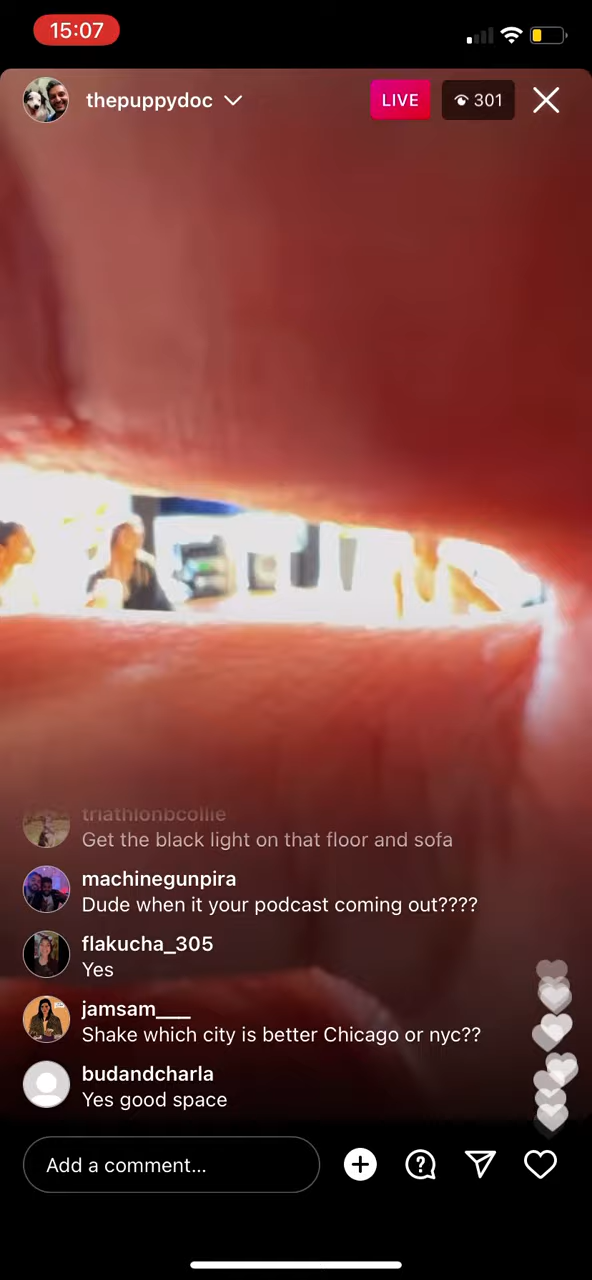 15:07
thepuppydoc
LIVE
301
triathlonbcollie
Get the black light on that floor and sofa
machinegunpira
Dude when it your podcast coming out????
flakucha_305
Yes
jamsam___
Shake which city is better Chicago or nyc??
budandcharla
Yes good space
Add a comment...